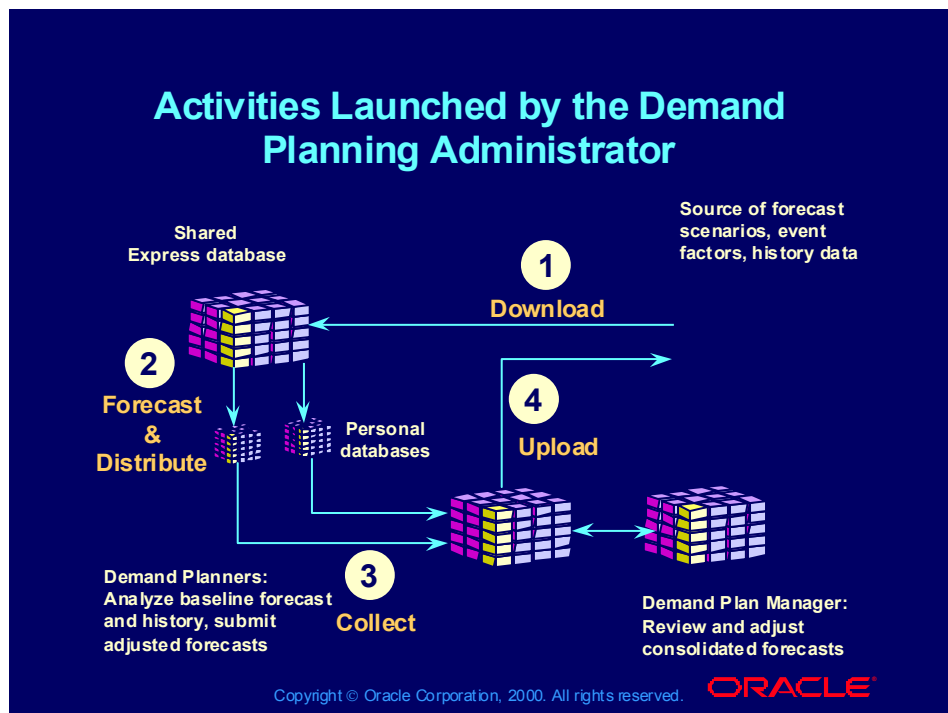 Activities Launched by the Demand
Planning Administrator
Source of forecast
scenarios, event
factors, history data
Shared
Express database
1
Download
2
Forecast
&
Distribute
4
Upload
Personal
databases
3
Collect
Demand Planners:
Analyze baseline forecast
and history, submit
adjusted forecasts
Demand Plan Manager:
Review and adjust
consolidated forecasts
Copyright © Oracle Corporation, 2000. All rights reserved.
ORACLE®